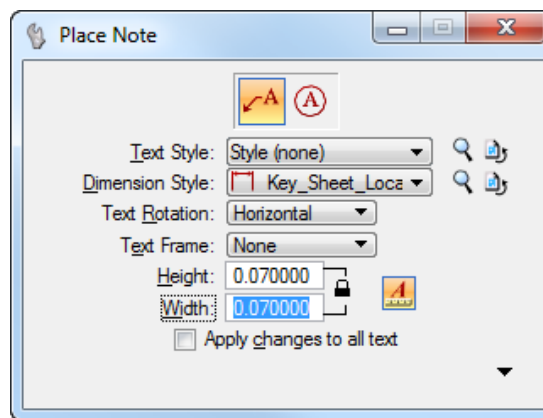 Place Note
A A
Text Style: Style (none)
Dimension Style: Key_Sheet_Loca
Text Rotation: Horizontal
Text Frame: None
Height: 0.070000
A
Width: 0.070000
Apply changes to all text